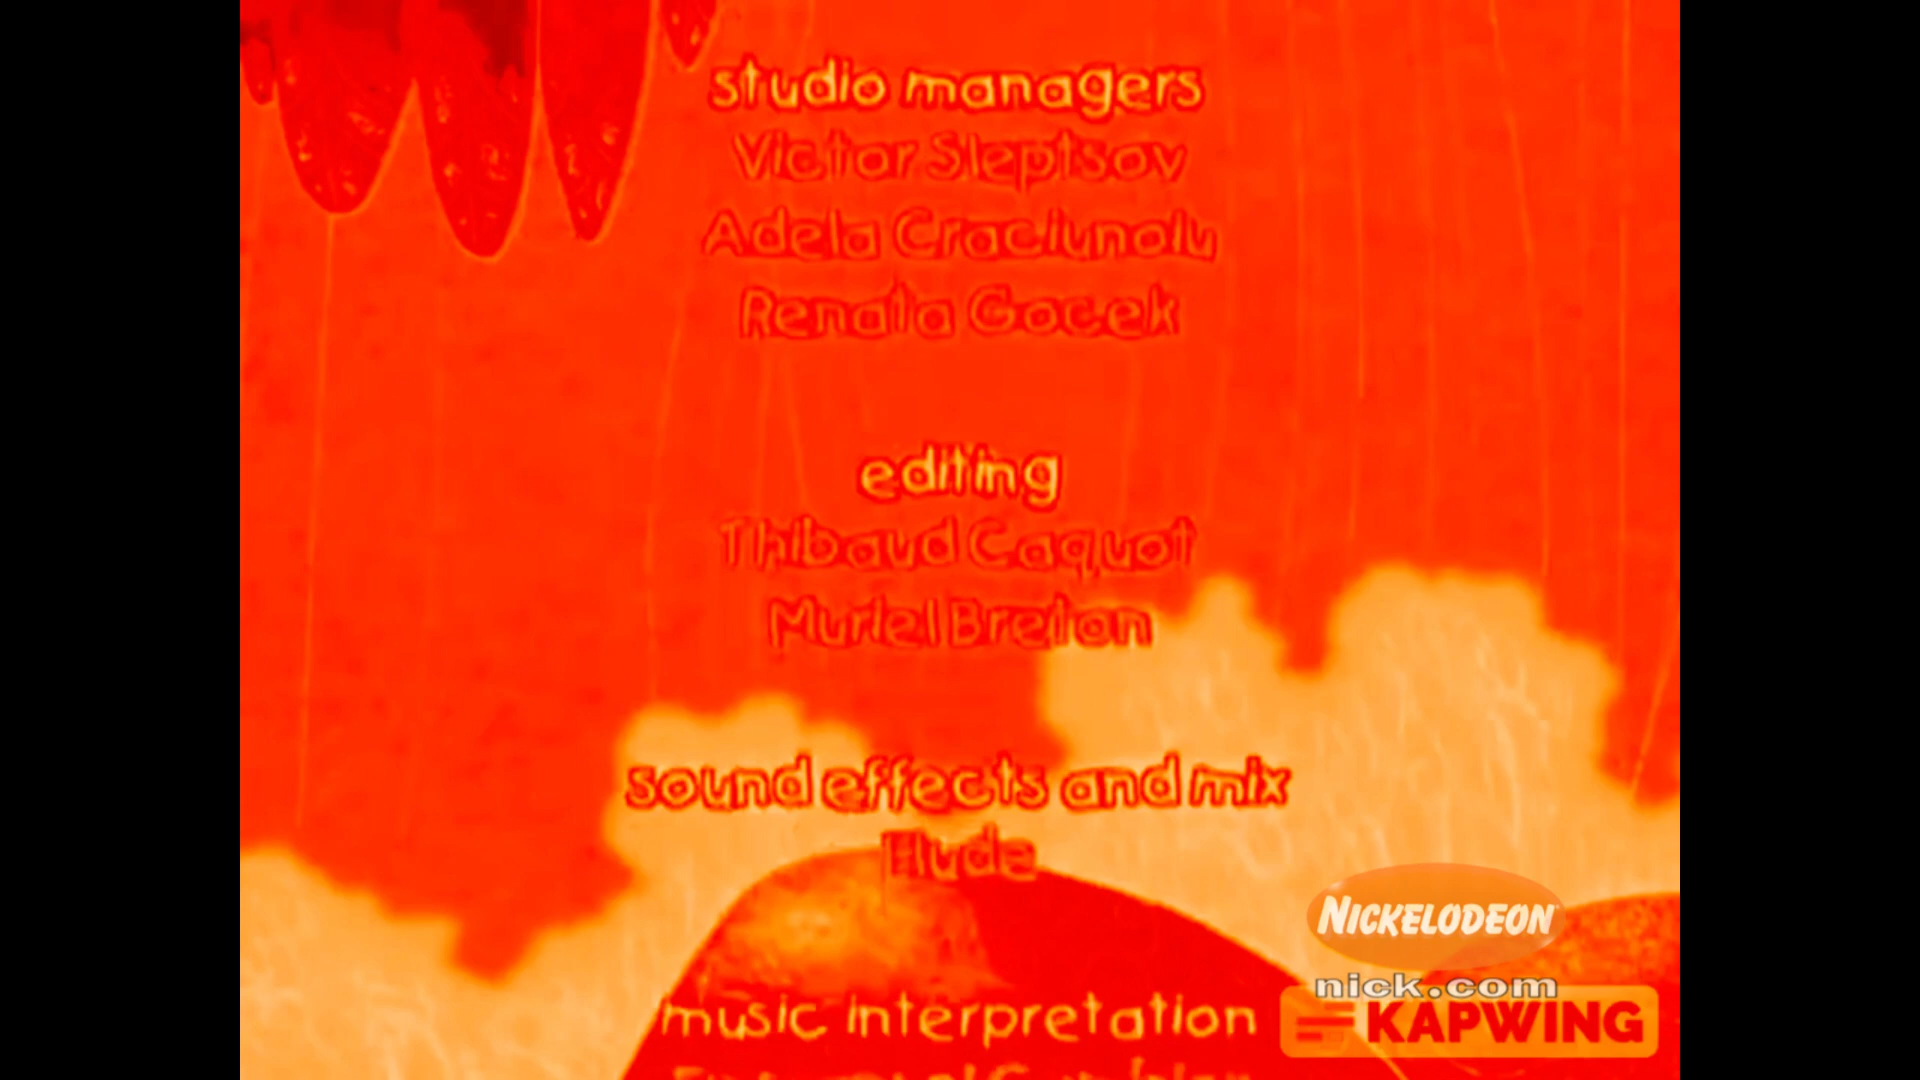 studio managers
Victor Sleptsov
Adela Craciunoiu
Renata Gocek
editing
Thibaud Caquot
Muriel Breton
sound effects and mix
Elude
music interpretation
NICKELODEON
nick.com
KAPWING